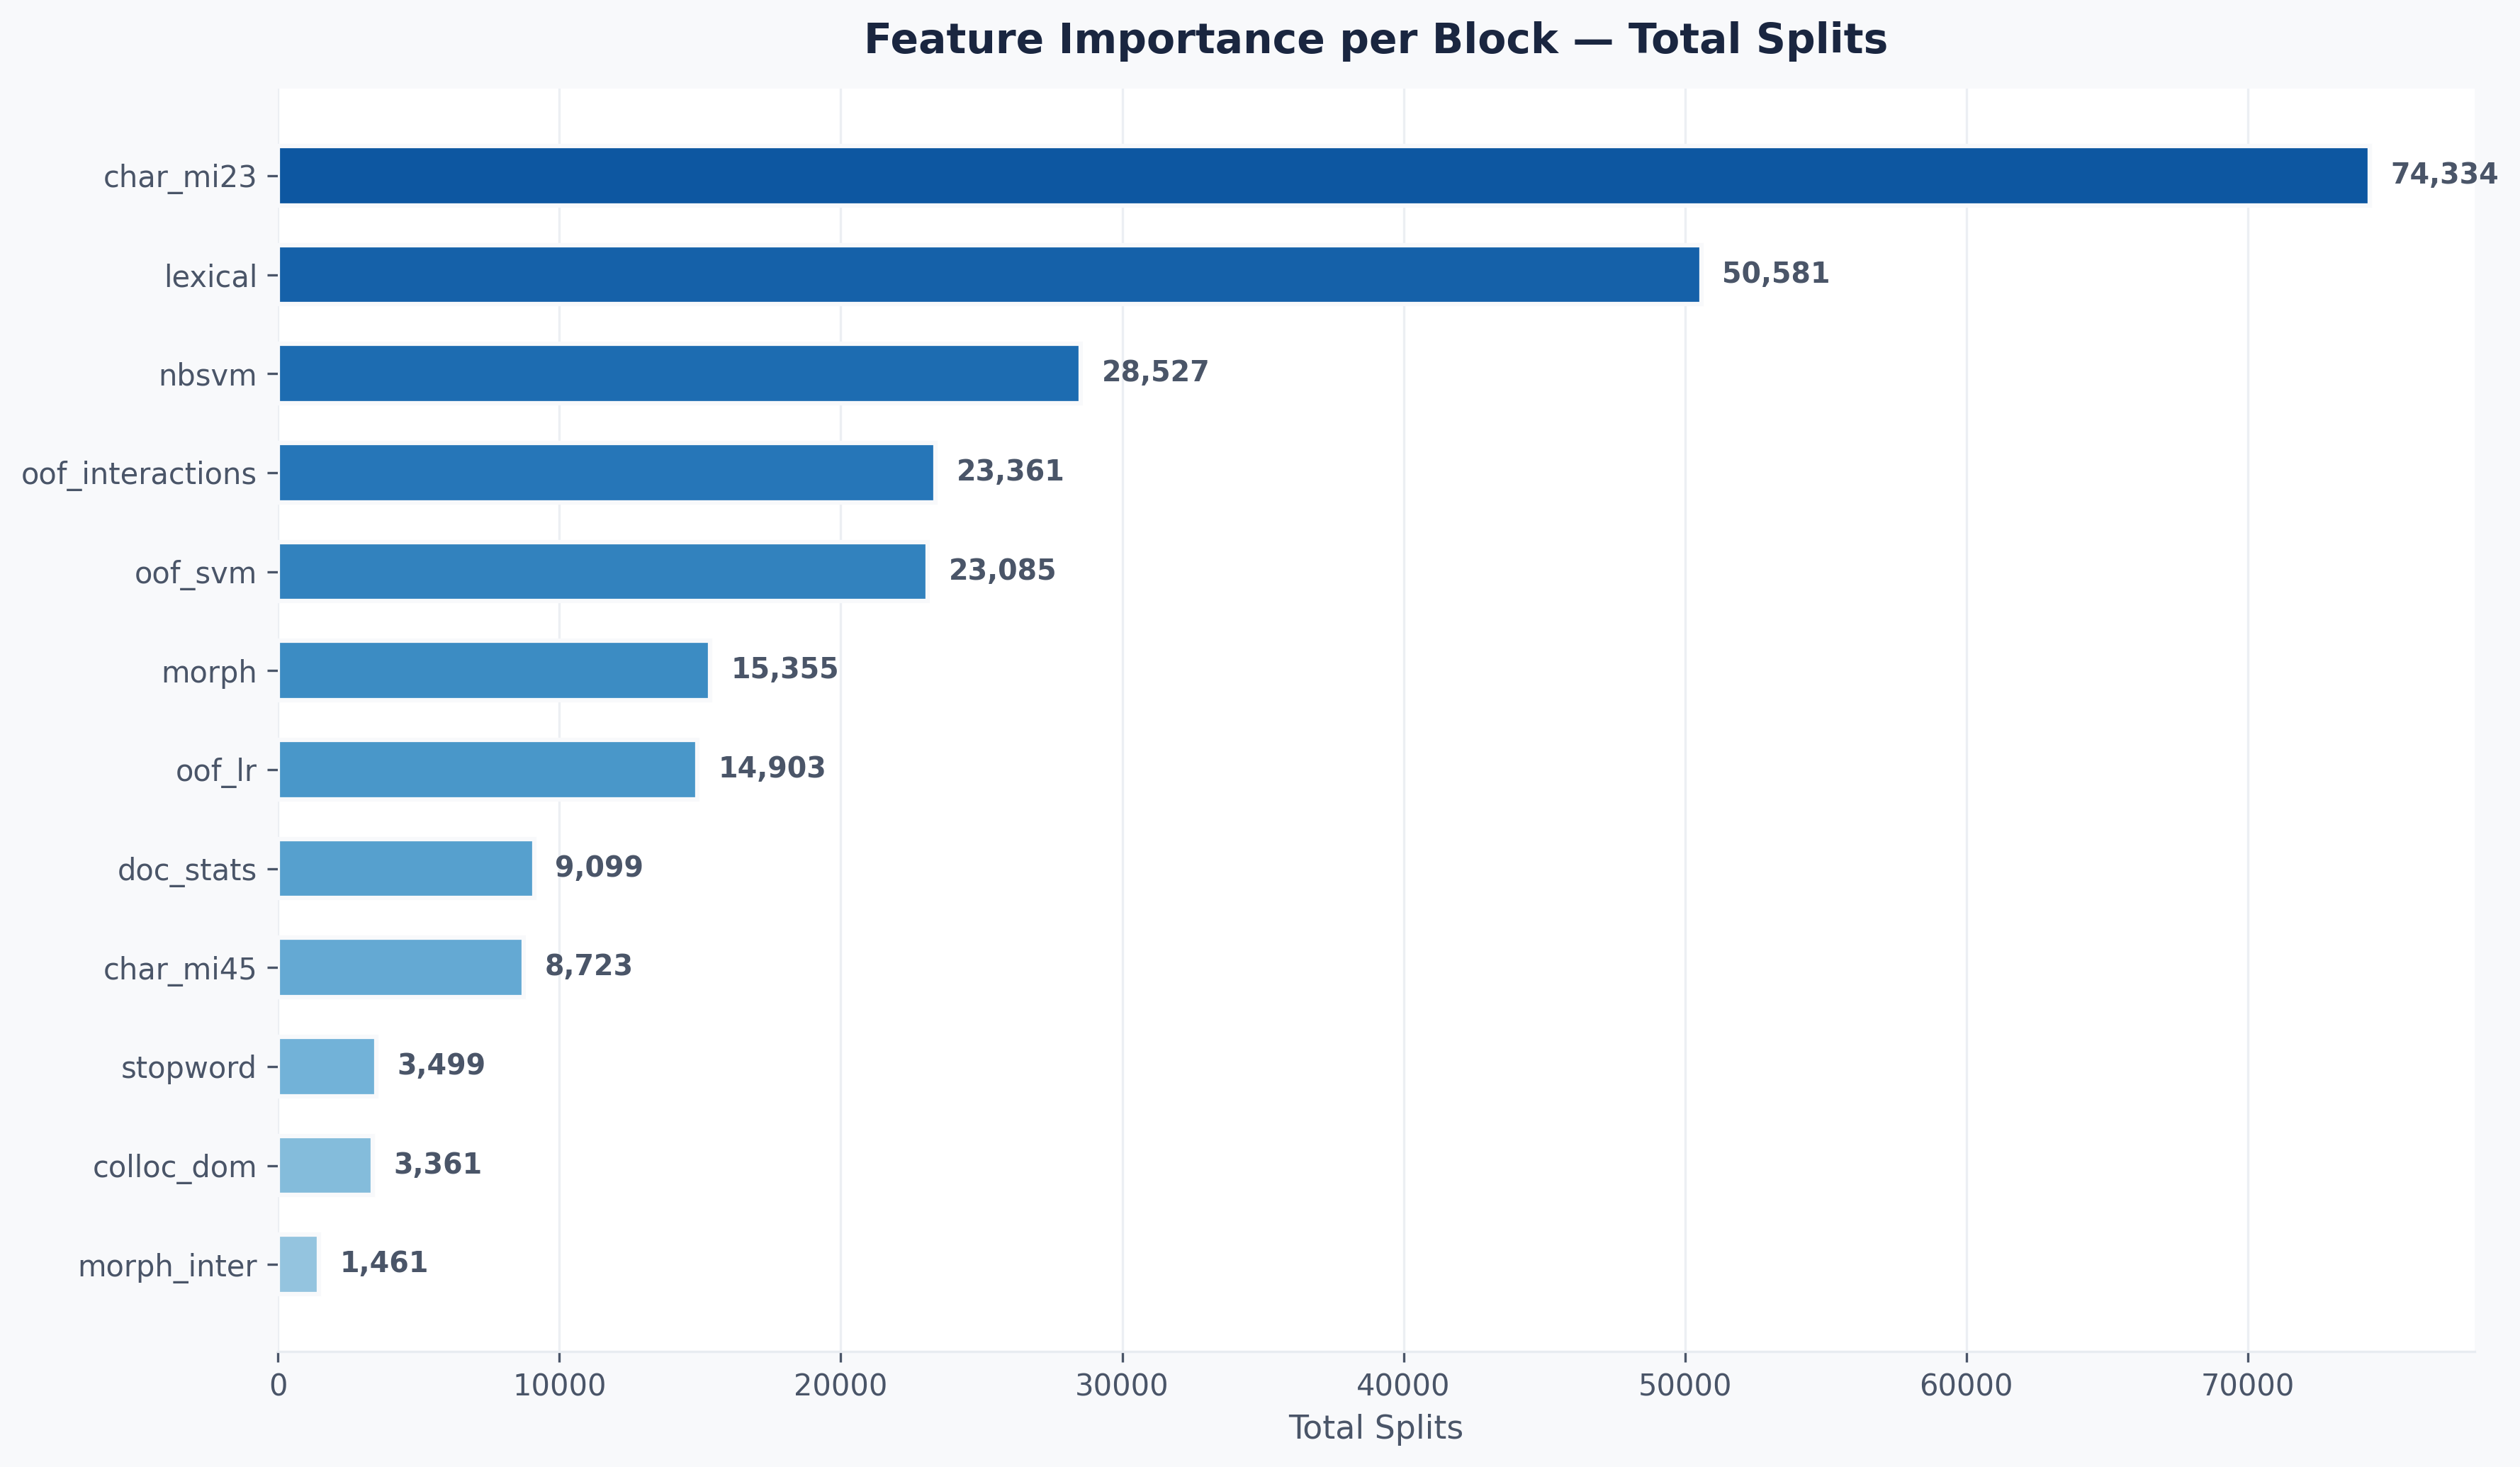 Feature Importance per Block — Total Splits
char_mi23 74,334
lexical 50,581
nbsvm 28,527
oof_interactions 23,361
oof_svm 23,085
morph 15,355
oof_lr 14,903
doc_stats 9,099
char_mi45 8,723
stopword 3,499
colloc_dom 3,361
morph_inter 1,461
0 10000 20000 30000 40000 50000 60000 70000
Total Splits